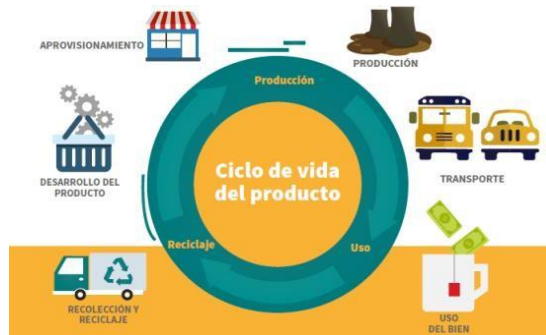 APROVISIONAMIENTO
PRODUCCIÓN
Producción
DESARROLLO DEL
PRODUCTO
Ciclo de vida
del producto
TRANSPORTE
Reciclaje
Uso
RECOLECCIÓN Y
RECICLAJE
USO
DEL BIEN